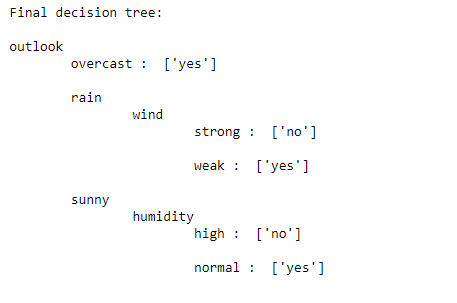 Final decision tree:
outlook
overcast :  ['yes']
rain
wind
strong :  ['no']
weak :  ['yes']
sunny
humidity
high :  ['no']
normal :  ['yes']